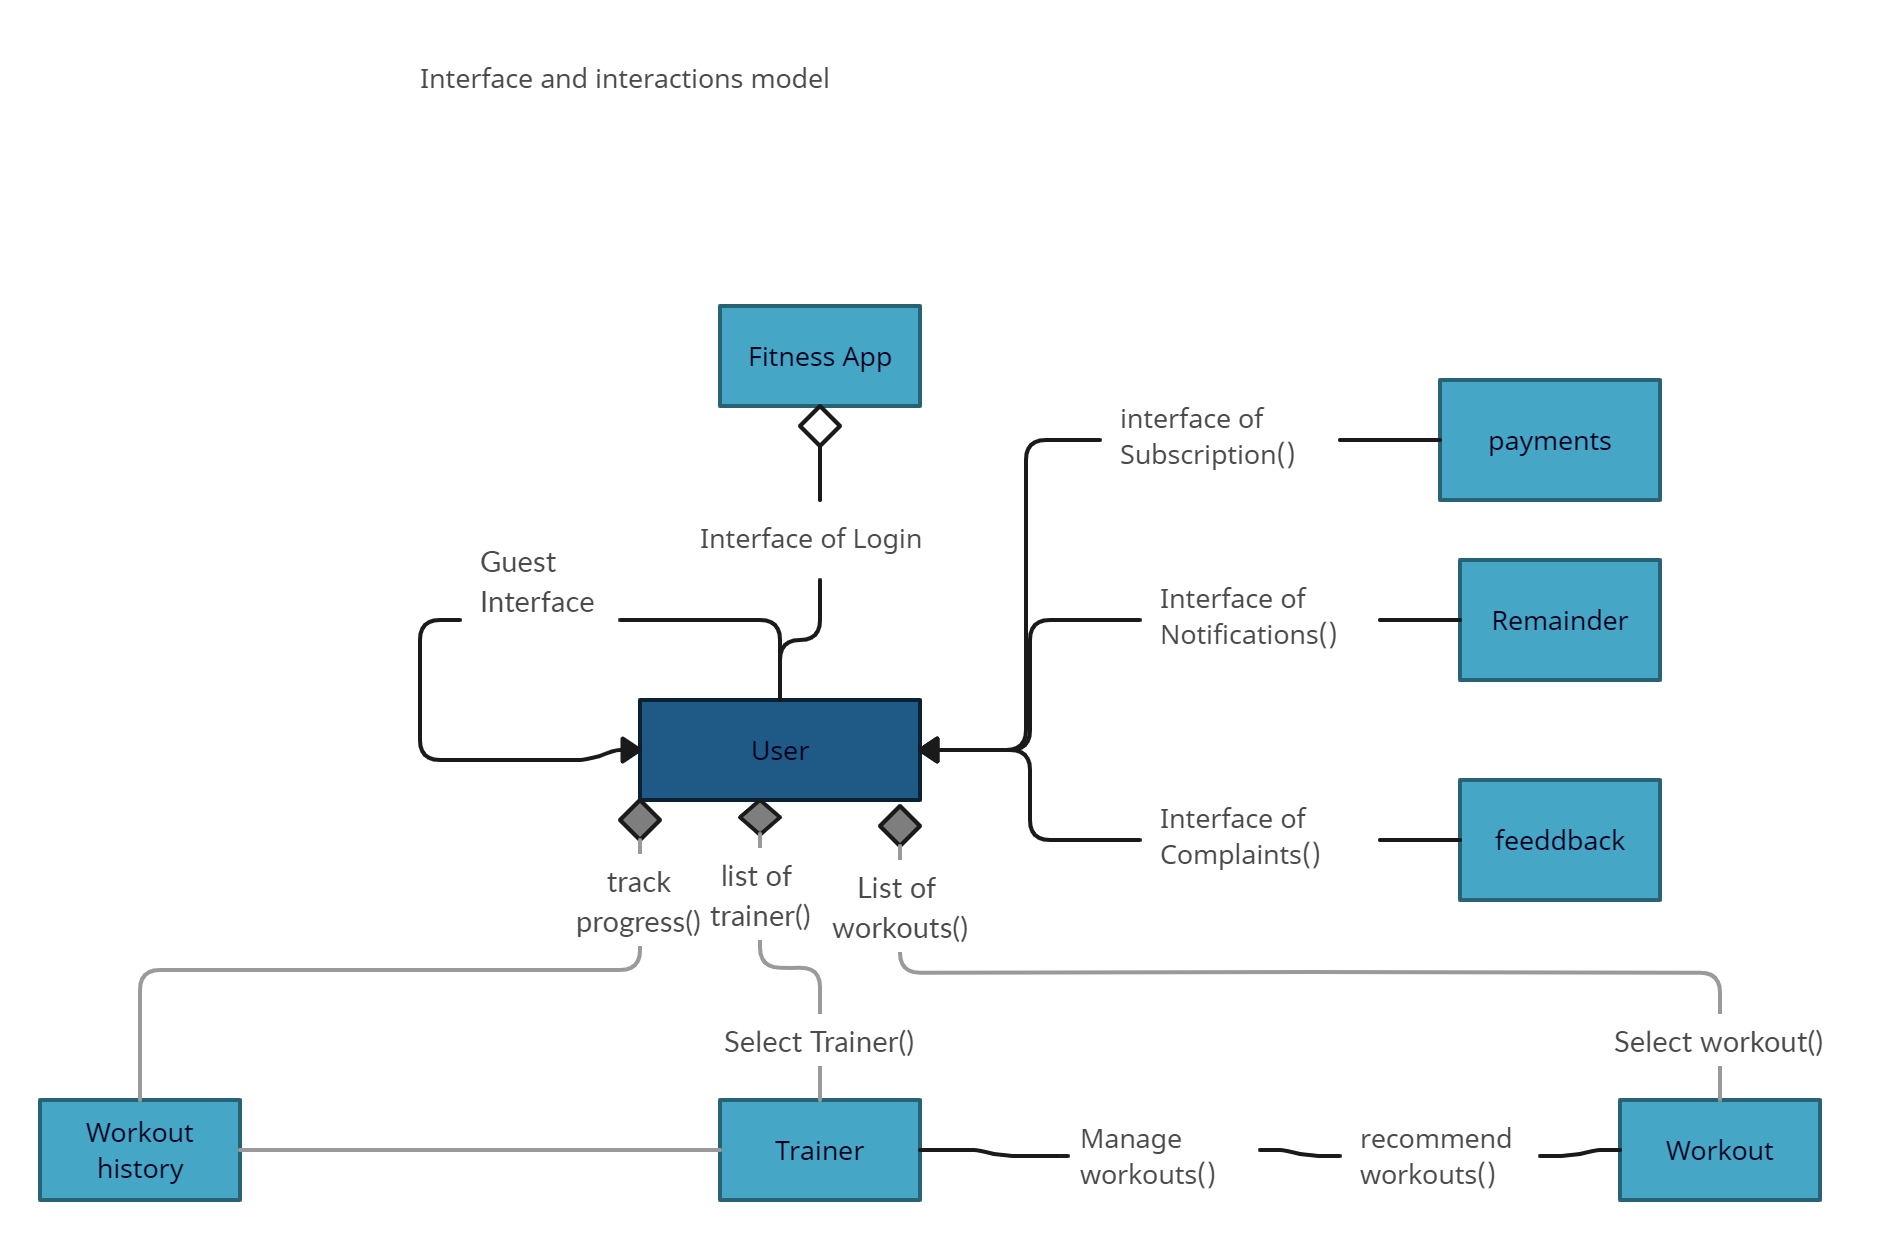 Interface and interactions model
Fitness App
interface of
Subscription()
payments
Interface of Login
Guest
Interface
Interface of
Notifications()
Remainder
User
Interface of
Complaints()
feeddback
track
progress()
list of
trainer()
List of
workouts()
Select Trainer()
Select workout()
Workout
history
Trainer
Manage
workouts()
recommend
workouts()
Workout